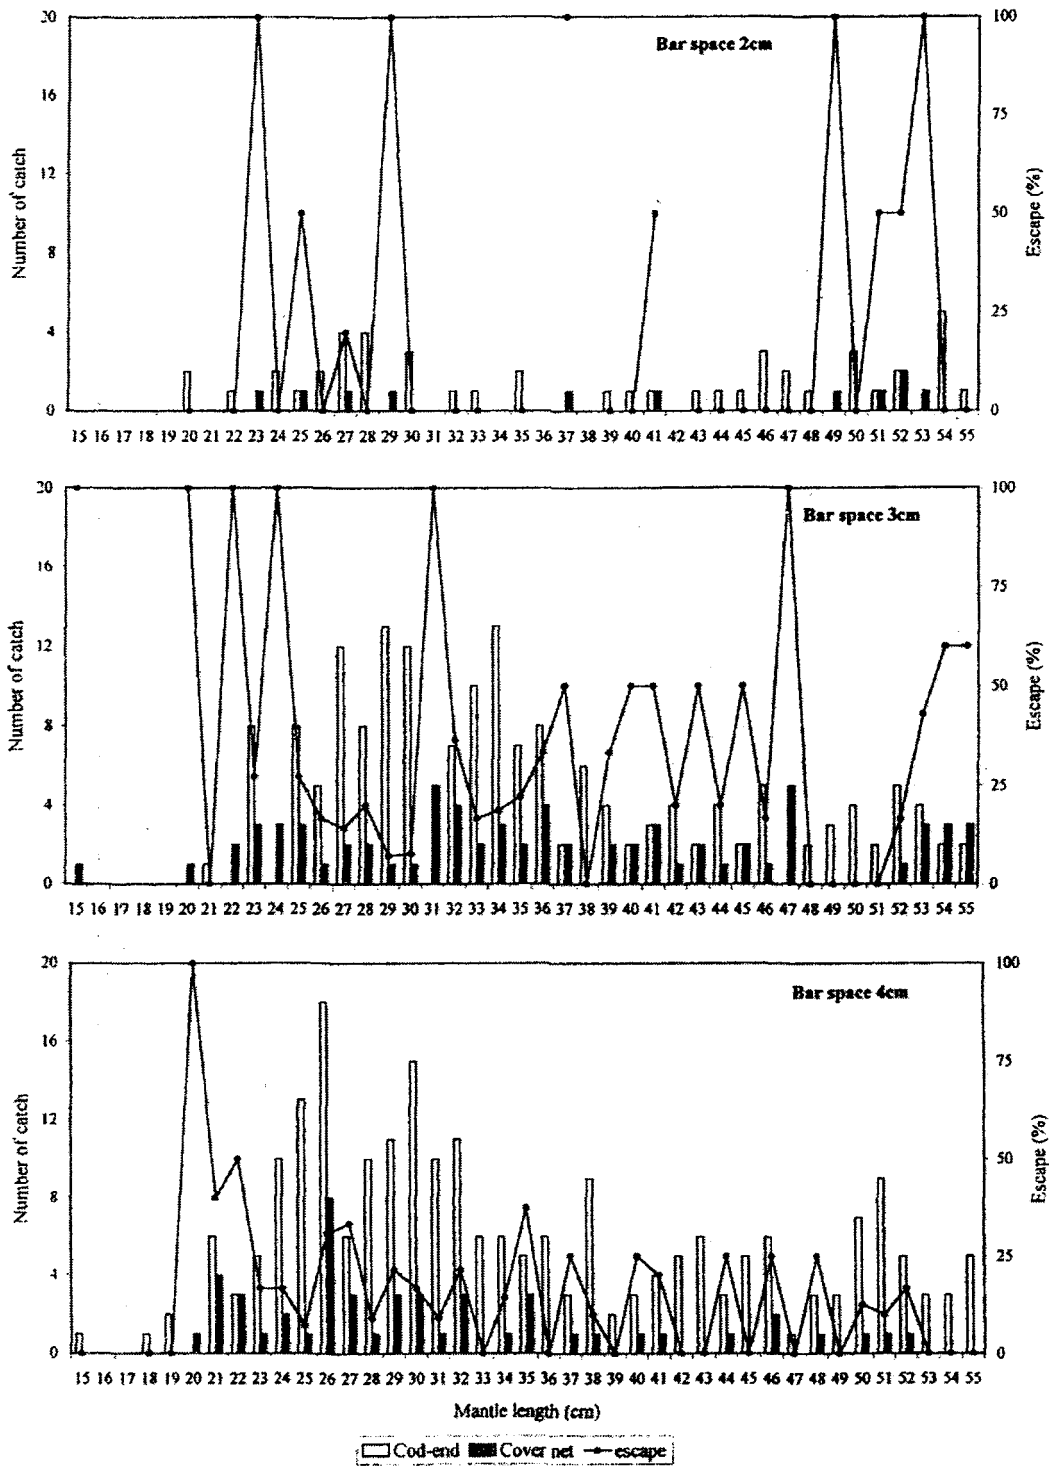 Bar space 2cm
20
16
12
8
4
0
Number of catch
100
75
50
25
0
Escape (%)
15 16 17 18 19 20 21 22 23 24 25 26 27 28 29 30 31 32 33 34 35 36 37 38 39 40 41 42 43 44 45 46 47 48 49 50 51 52 53 54 55
Bar space 3cm
20
16
12
8
4
0
Number of catch
100
75
50
25
0
Escape (%)
15 16 17 18 19 20 21 22 23 24 25 26 27 28 29 30 31 32 33 34 35 36 37 38 39 40 41 42 43 44 45 46 47 48 49 50 51 52 53 54 55
Bar space 4cm
20
16
12
8
4
0
Number of catch
100
75
50
25
0
Escape (%)
15 16 17 18 19 20 21 22 23 24 25 26 27 28 29 30 31 32 33 34 35 36 37 38 39 40 41 42 43 44 45 46 47 48 49 50 51 52 53 54 55
Mantle length (cm)
Cod-end Cover net escape